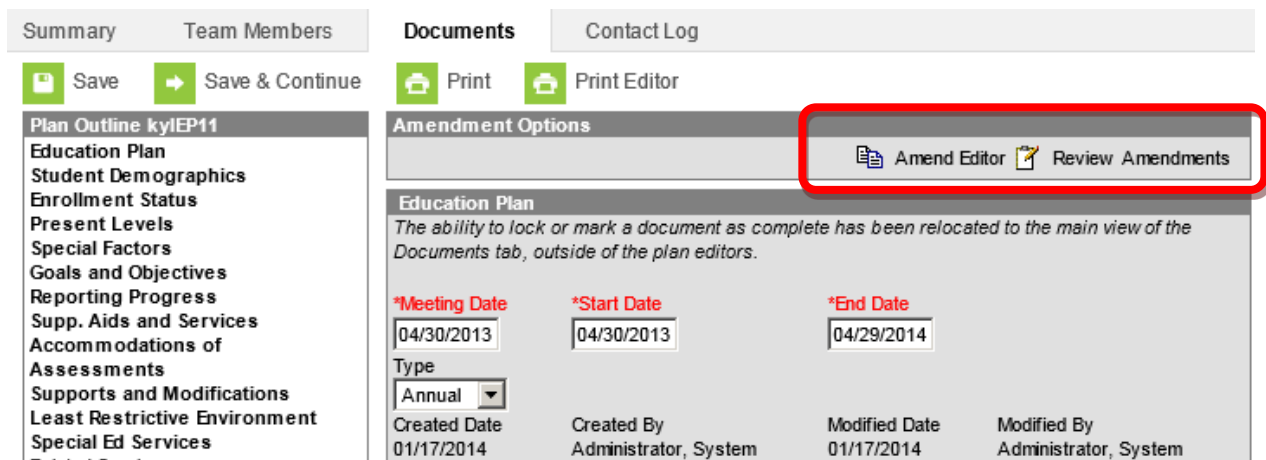 Summary Team Members Documents Contact Log
Save Save & Continue Print Print Editor
Plan Outline kyIEP11
Education Plan
Student Demographics
Enrollment Status
Present Levels
Special Factors
Goals and Objectives
Reporting Progress
Supp. Aids and Services
Accommodations of
Assessments
Supports and Modifications
Least Restrictive Environment
Special Ed Services
Amendment Options
Amend Editor Review Amendments
Education Plan
The ability to lock or mark a document as complete has been relocated to the main view of the
Documents tab, outside of the plan editors.
*Meeting Date *Start Date *End Date
04/30/2013 04/30/2013 04/29/2014
Type
Annual
Created Date Created By Modified Date Modified By
01/17/2014 Administrator, System 01/17/2014 Administrator, System